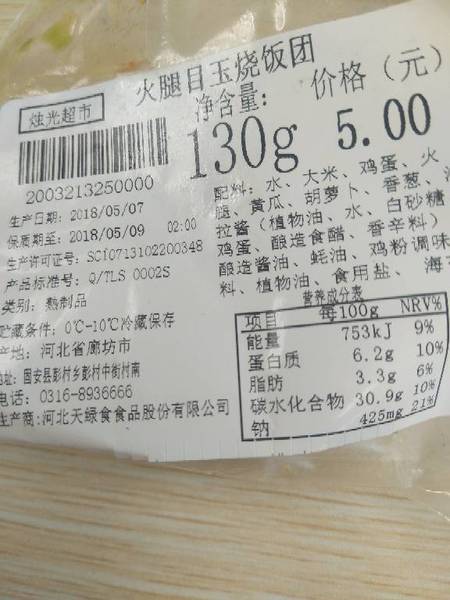 火腿目玉烧饭团
烛光超市
净含量:
价格（元）
130g
5.00
2003213250000
生产日期: 2018/05/07
保质期至: 2018/05/09 02:00
生产许可证号: SC10713102200348
产品标准号: Q/TLS 0002S
类别: 熟制品
贮藏条件: 0℃-10℃冷藏保存
产地: 河北省廊坊市
地址: 固安县彭村乡彭村中街村南
电话: 0316-8936666
生产商:河北天绿食食品股份有限公司
配料: 水、大米、鸡蛋、火
腿、黄瓜、胡萝卜、香葱、
拉酱（植物油、水、白砂糖
鸡蛋、酿造食醋、香辛料）
酿造酱油、蚝油、鸡粉调味
料、植物油、食用盐、海
营养成分表
项目 每100g NRV%
能量 753kJ 9%
蛋白质 6.2g 10%
脂肪 3.3g 6%
碳水化合物 30.9g 10%
钠 425mg 21%